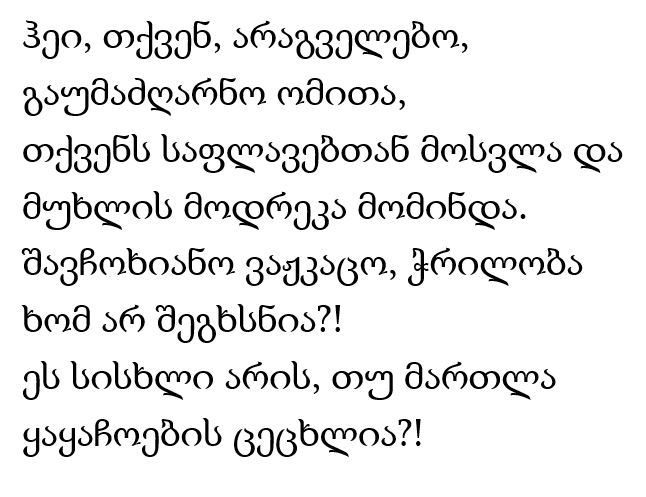 ჰეი, თქვენ, არაგველებო,
გაუმაძღარნო ომითა,
თქვენს საფლავებთან მოსვლა და
მუხლის მოდრეკა მომინდა.
შავჩოხიანო ვაჟკაცო, ჭრილობა
ხომ არ შეგხსნია?!
ეს სისხლი არის, თუ მართლა
ყაყაჩოების ცეცხლია?!